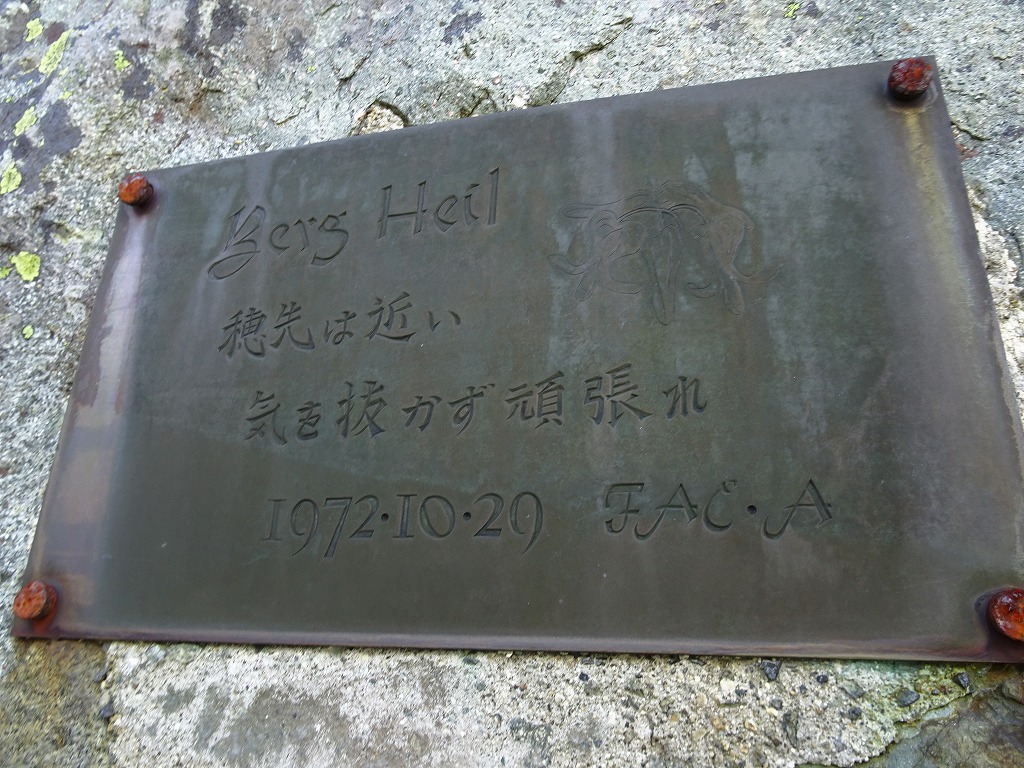 Berg Heil
穂先は近い
気を抜かず頑張れ
1972・10・29 FAC・A